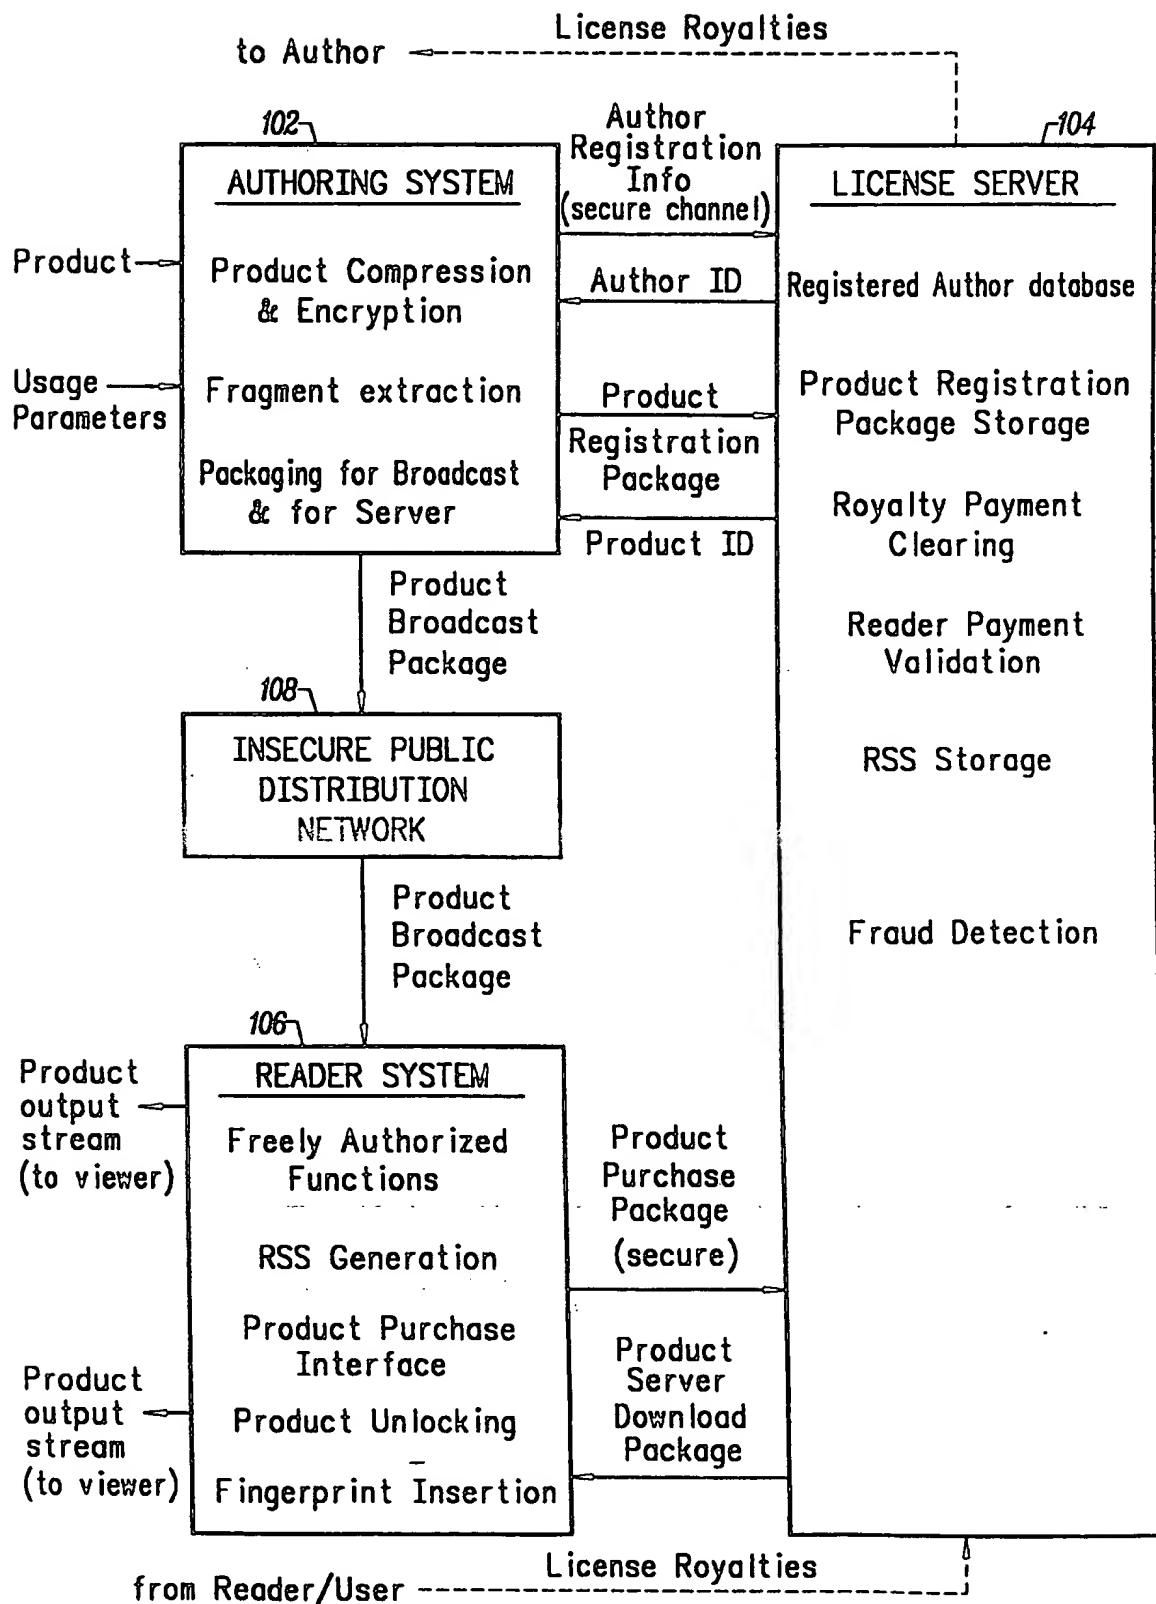 License Royalties
to Author
102
AUTHORING SYSTEM
Product Compression
& Encryption
Fragment extraction
Packaging for Broadcast
& for Server
Product
Usage
Parameters
Author
Registration
Info
(secure channel)
Author ID
Product
Registration
Package
Product ID
104
LICENSE SERVER
Registered Author database
Product Registration
Package Storage
Royalty Payment
Clearing
Reader Payment
Validation
RSS Storage
Fraud Detection
Product
Broadcast
Package
108
INSECURE PUBLIC
DISTRIBUTION
NETWORK
Product
Broadcast
Package
106
READER SYSTEM
Freely Authorized
Functions
RSS Generation
Product Purchase
Interface
Product Unlocking
Fingerprint Insertion
Product
output
stream
(to viewer)
Product
output
stream
(to viewer)
Product
Purchase
Package
(secure)
Product
Server
Download
Package
License Royalties
from Reader/User